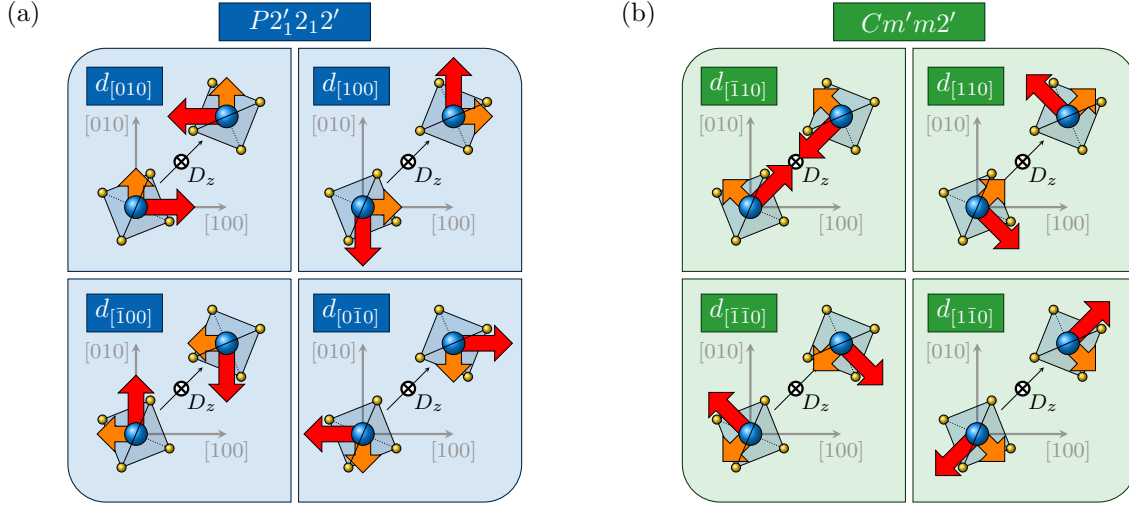 (a)
P2′₁2₁2′
d[010]
[010]
D_z
[100]
d[100]
[010]
D_z
[100]
d[1̄00]
[010]
D_z
[100]
d[01̄0]
[010]
D_z
[100]
(b)
Cm′m2′
d[1̄10]
[010]
D_z
[100]
d[110]
[010]
D_z
[100]
d[1̄1̄0]
[010]
D_z
[100]
d[11̄0]
[010]
D_z
[100]